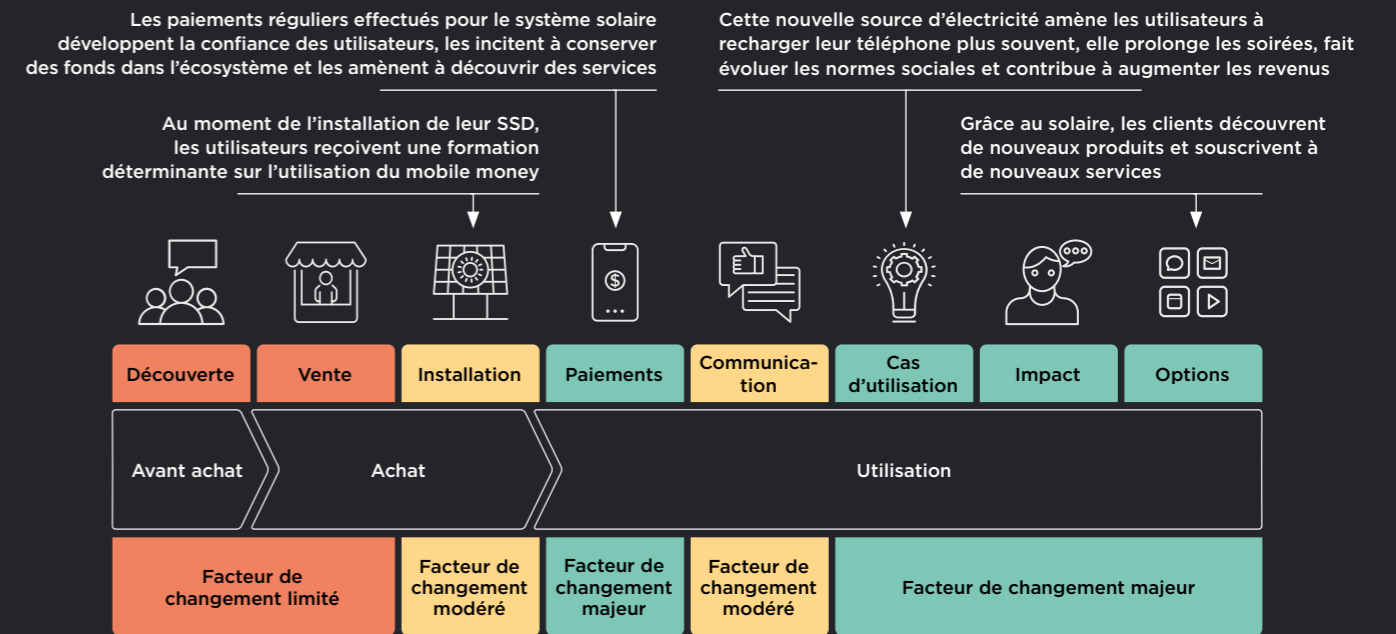 Les paiements réguliers effectués pour le système solaire
développent la confiance des utilisateurs, les incitent à conserver
des fonds dans l'écosystème et les amènent à découvrir des services
Cette nouvelle source d'électricité amène les utilisateurs à
recharger leur téléphone plus souvent, elle prolonge les soirées, fait
évoluer les normes sociales et contribue à augmenter les revenus
Au moment de l'installation de leur SSD,
les utilisateurs reçoivent une formation
déterminante sur l'utilisation du mobile money
Grâce au solaire, les clients découvrent
de nouveaux produits et souscrivent à
de nouveaux services
$
Découverte
Vente
Installation
Paiements
Communica-
tion
Cas
d'utilisation
Impact
Options
Avant achat
Achat
Utilisation
Facteur de
changement limité
Facteur de
changement
modéré
Facteur de
changement
majeur
Facteur de
changement
modéré
Facteur de changement majeur